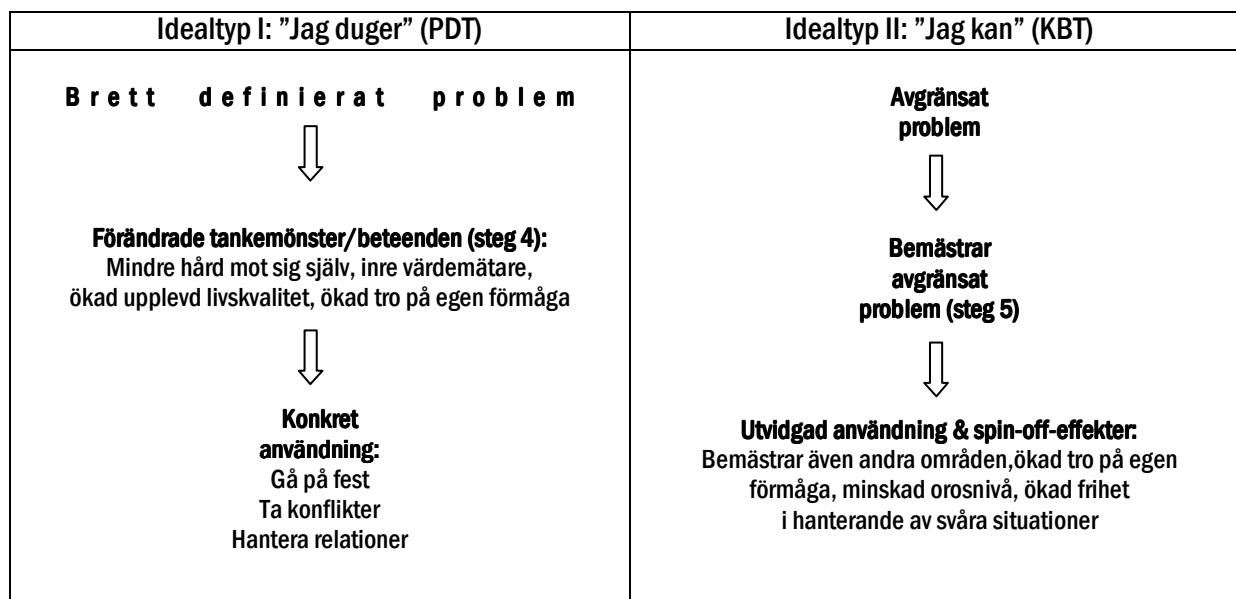 Idealtyp I: ”Jag duger” (PDT)
Brett definierat problem
Förändrade tankemönster/beteenden (steg 4):
Mindre hård mot sig själv, inre värdemätare,
ökad upplevd livskvalitet, ökad tro på egen förmåga
Konkret
användning:
Gå på fest
Ta konflikter
Hantera relationer
Idealtyp II: ”Jag kan” (KBT)
Avgränsat
problem
Bemästrar
avgränsat
problem (steg 5)
Utvidgad användning & spin-off-effekter:
Bemästrar även andra områden,ökad tro på egen
förmåga, minskad orosnivå, ökad frihet
i hanterande av svåra situationer